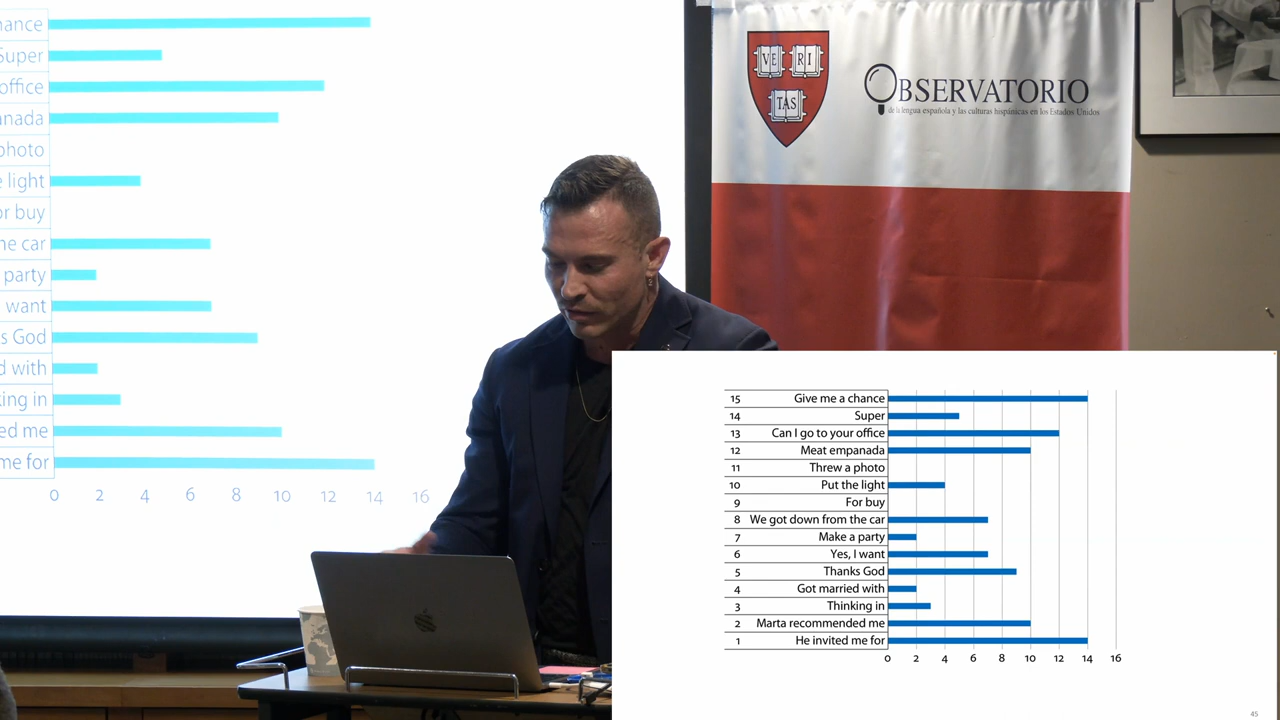 hance
Super
office
anada
photo
e light
or buy
he car
party
want
s God
d with
king in
ed me
me for
0 2 4 6 8 10 12 14 16
VE RI
TAS
OBSERVATORIO
de la lengua española y las culturas hispánicas en los Estados Unidos
15 Give me a chance
14 Super
13 Can I go to your office
12 Meat empanada
11 Threw a photo
10 Put the light
9 For buy
8 We got down from the car
7 Make a party
6 Yes, I want
5 Thanks God
4 Got married with
3 Thinking in
2 Marta recommended me
1 He invited me for
0 2 4 6 8 10 12 14 16
45